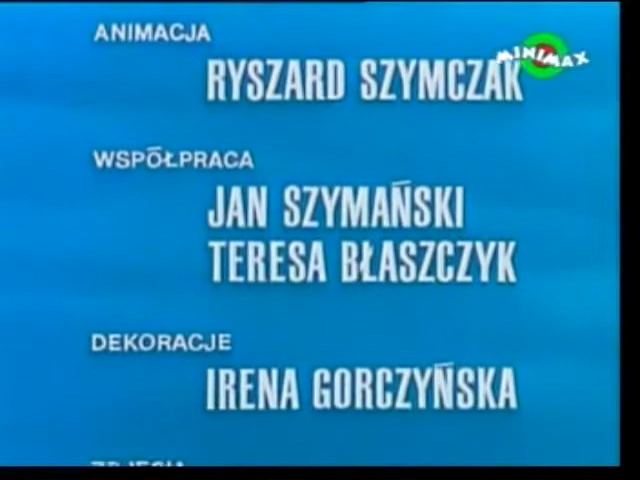 ANIMACJA
MINIMAX
RYSZARD SZYMCZAK
WSPÓŁPRACA
JAN SZYMAŃSKI
TERESA BŁASZCZYK
DEKORACJE
IRENA GORCZYŃSKA